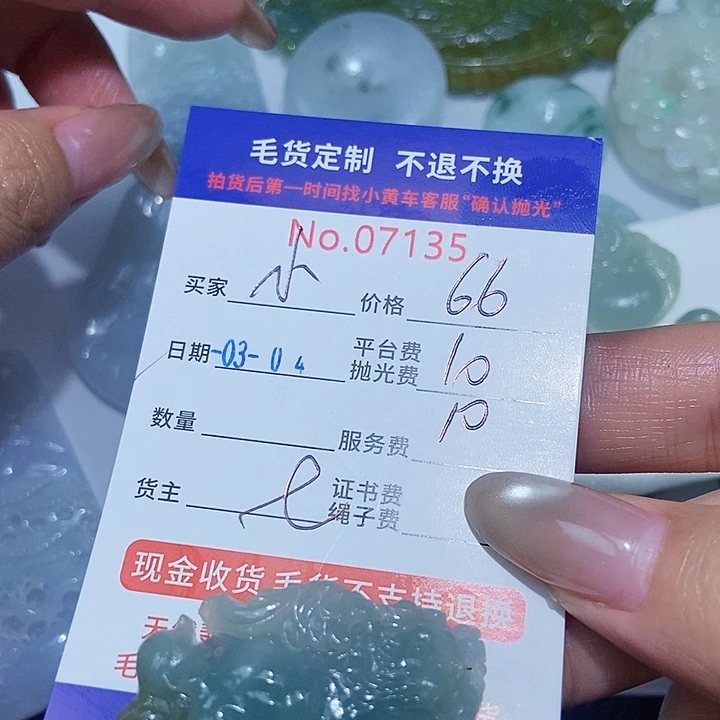 毛货定制 不退不换
拍货后第一时间找小黄车客服"确认抛光"
No.07135
买家 小 价格 66
日期 -03-04 平台费 抛光费 10
数量 服务费 10
货主 证书费 绳子费
现金收货 毛货不支持退换
天
毛